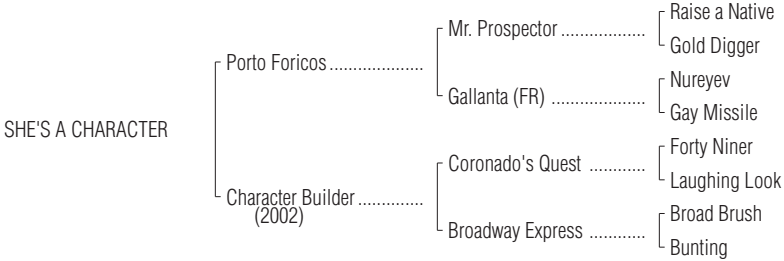 Raise a Native
Mr. Prospector ...................
Gold Digger
Porto Foricos .....................
Nureyev
Gallanta (FR) .....................
Gay Missile
SHE'S A CHARACTER
Forty Niner
Coronado's Quest ............
Laughing Look
Character Builder ..............
(2002)
Broad Brush
Broadway Express ............
Bunting